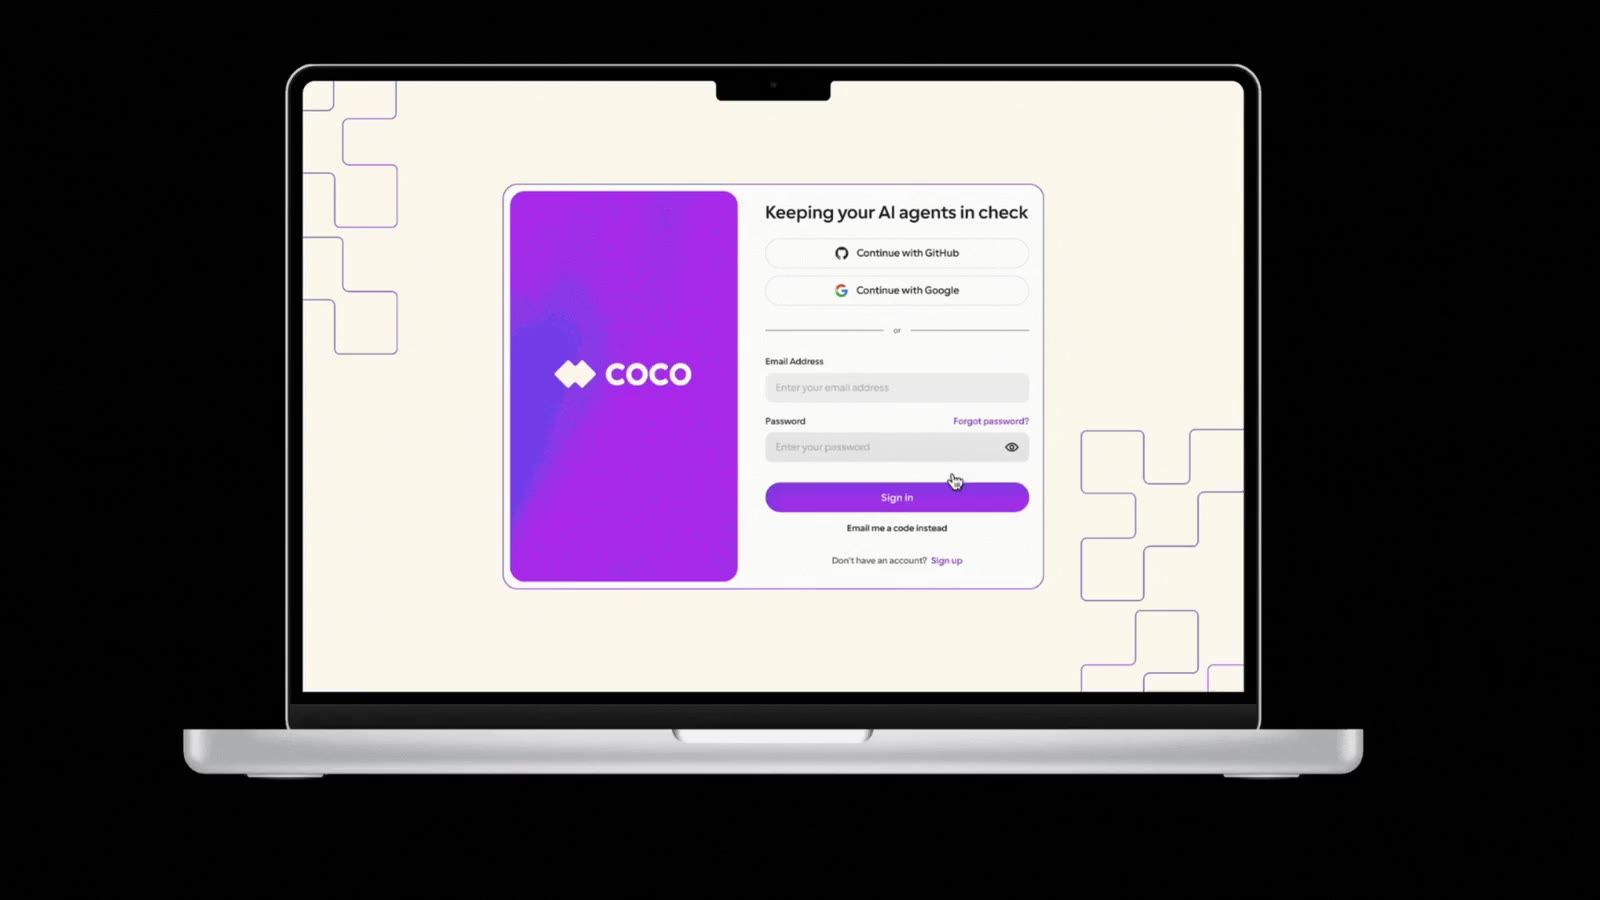 Keeping your AI agents in check
Continue with GitHub
Continue with Google
or
coco
Email Address
Enter your email address
Password
Forgot password?
Enter your password
Sign in
Email me a code instead
Don't have an account? Sign up